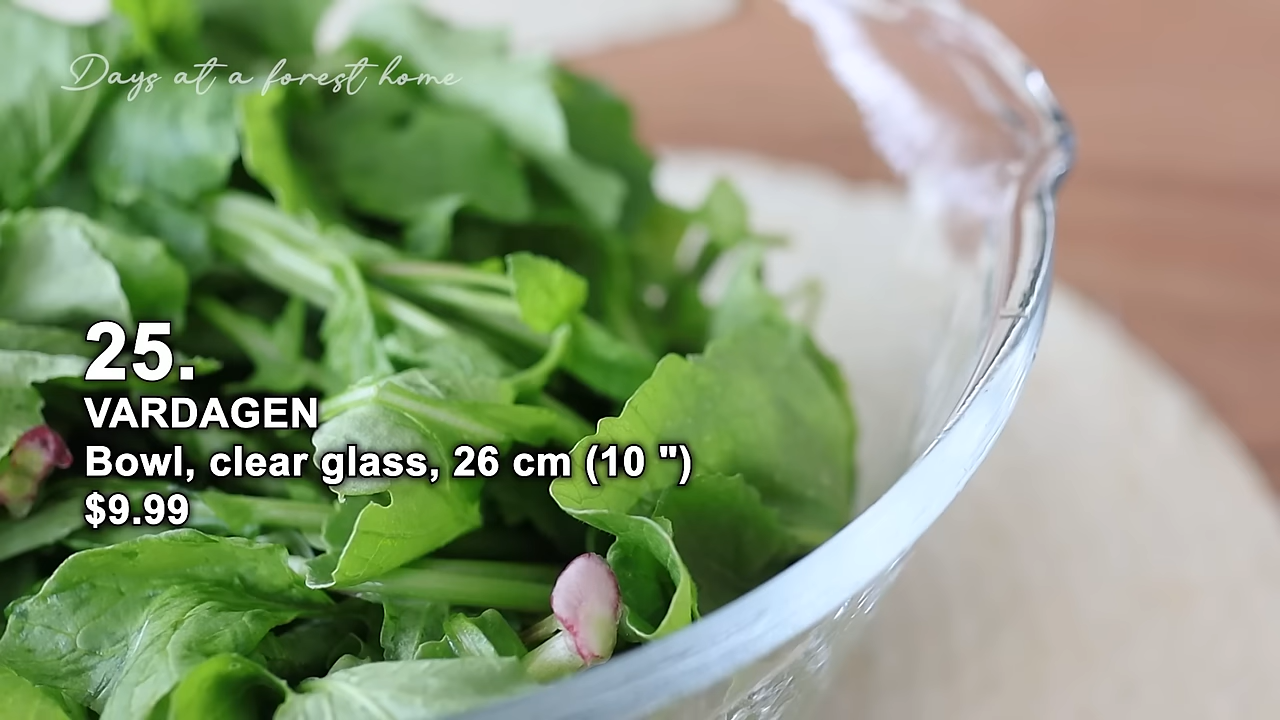 Days at a forest home
25.
VARDAGEN
Bowl, clear glass, 26 cm (10 ")
$9.99